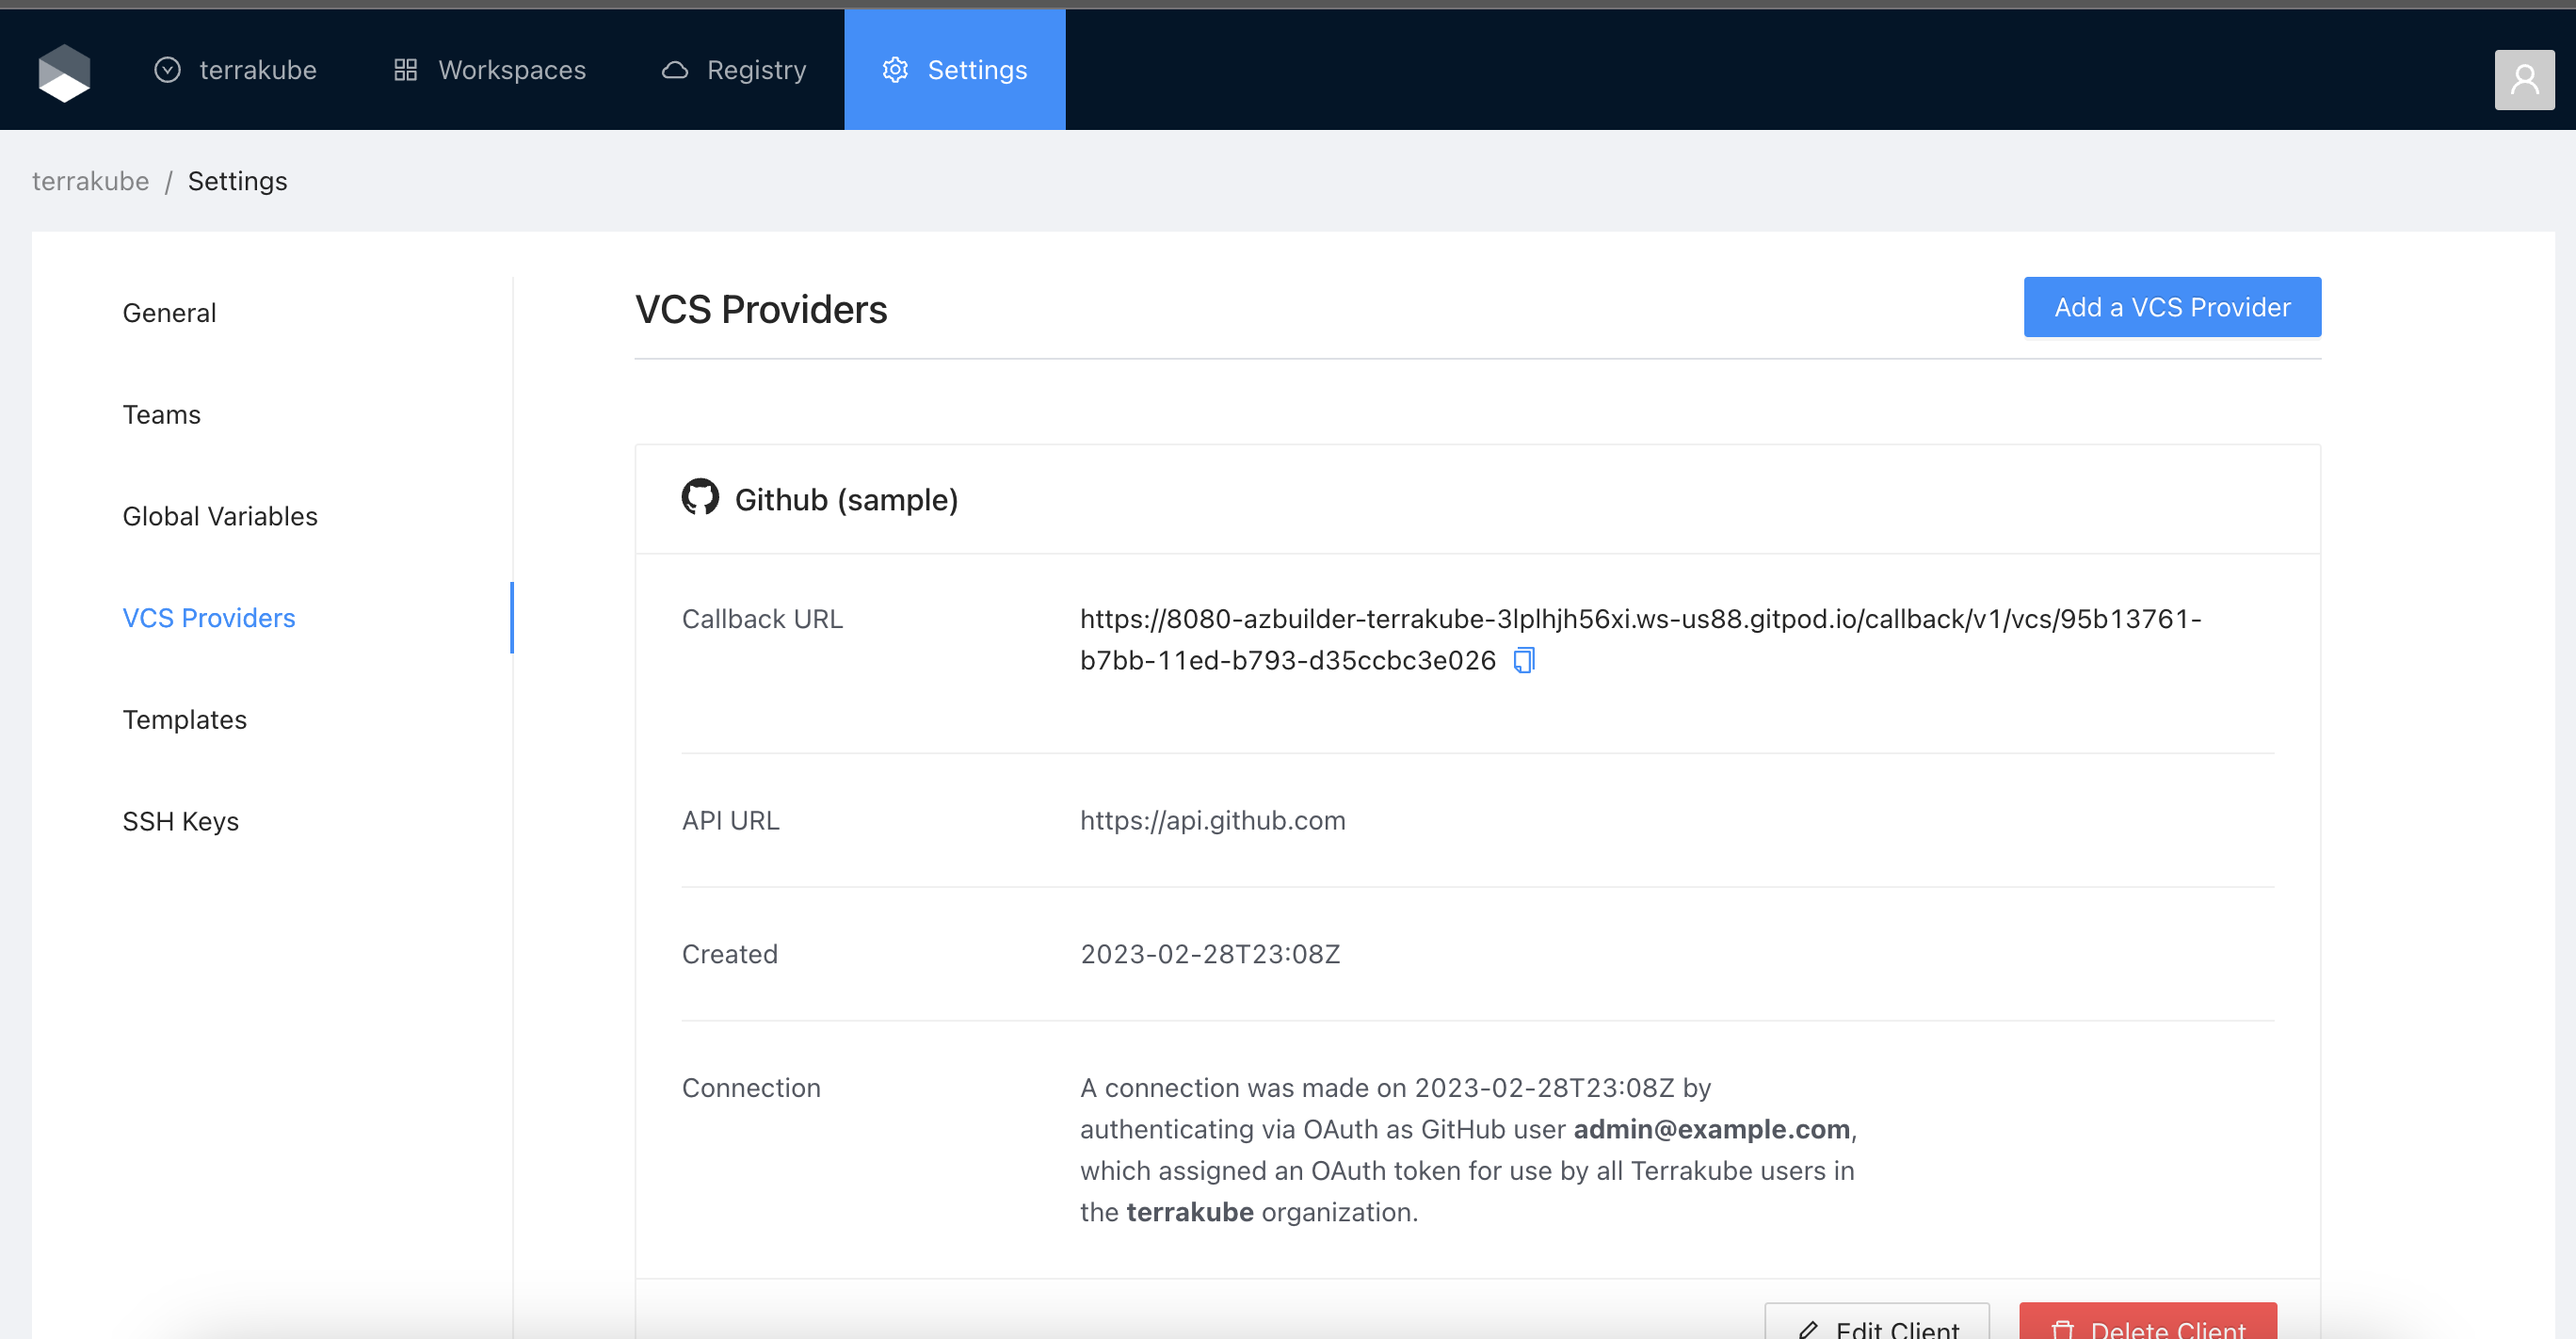 terrakube
Workspaces
Registry
Settings
terrakube / Settings
General
Teams
Global Variables
VCS Providers
Templates
SSH Keys
VCS Providers
Add a VCS Provider
Github (sample)
Callback URL
https://8080-azbuilder-terrakube-3lplhjh56xi.ws-us88.gitpod.io/callback/v1/vcs/95b13761-
b7bb-11ed-b793-d35ccbc3e026
API URL
https://api.github.com
Created
2023-02-28T23:08Z
Connection
A connection was made on 2023-02-28T23:08Z by
authenticating via OAuth as GitHub user admin@example.com,
which assigned an OAuth token for use by all Terrakube users in
the terrakube organization.
Edit Client
Delete Client